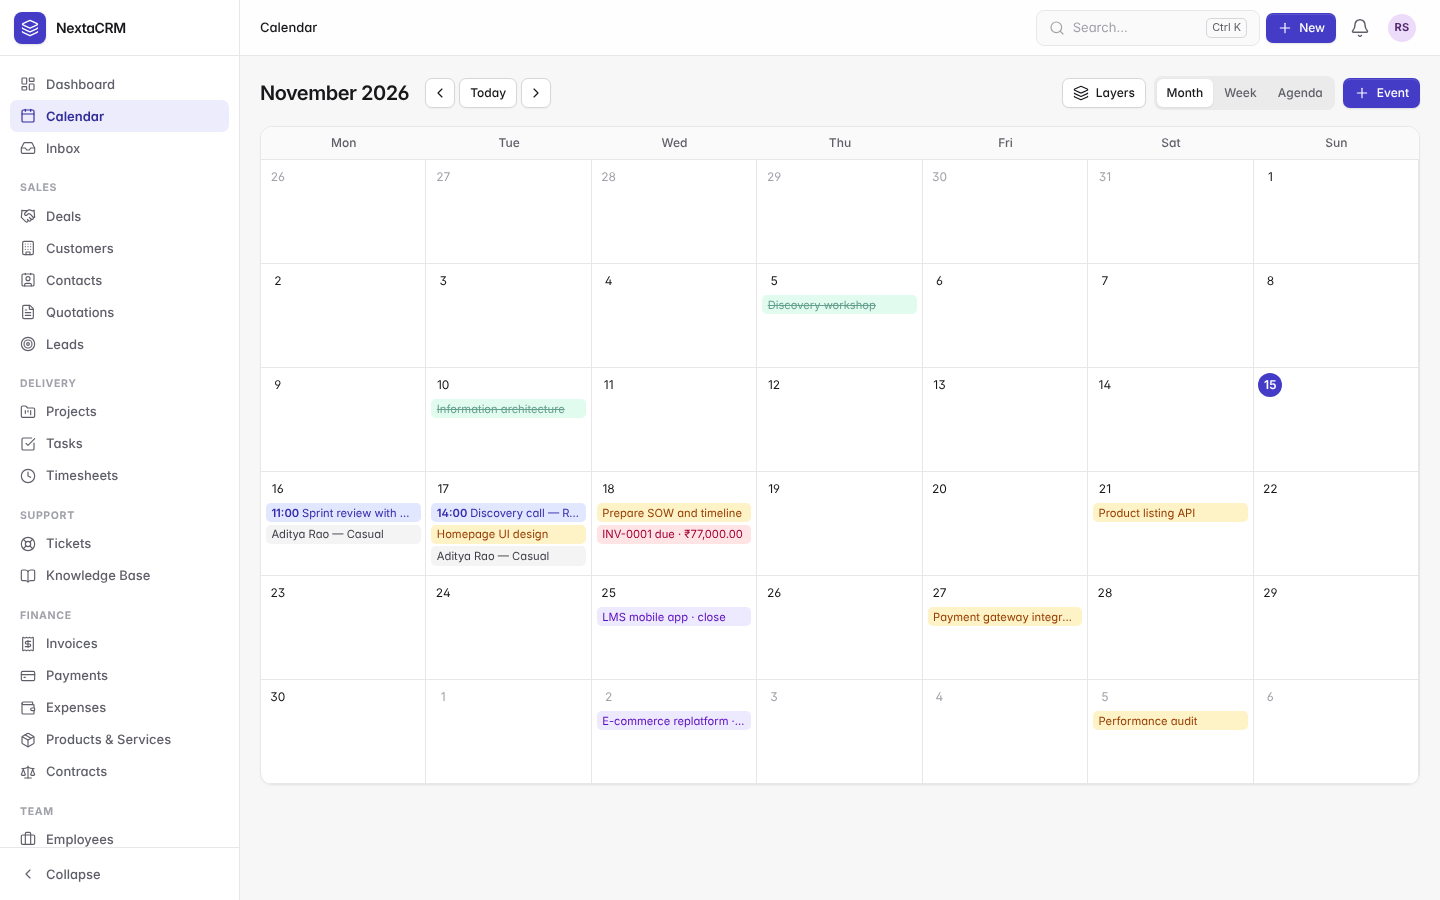 NextaCRM
Calendar
Search...
Ctrl K
New
RS
Dashboard
Calendar
Inbox
SALES
Deals
Customers
Contacts
Quotations
Leads
DELIVERY
Projects
Tasks
Timesheets
SUPPORT
Tickets
Knowledge Base
FINANCE
Invoices
Payments
Expenses
Products & Services
Contracts
TEAM
Employees
Collapse
November 2026
Today
Layers
Month
Week
Agenda
Event
Mon
Tue
Wed
Thu
Fri
Sat
Sun
26
27
28
29
30
31
1
2
3
4
5
Discovery workshop
6
7
8
9
10
Information architecture
11
12
13
14
15
16
11:00 Sprint review with ...
Aditya Rao — Casual
17
14:00 Discovery call — R...
Homepage UI design
Aditya Rao — Casual
18
Prepare SOW and timeline
INV-0001 due · ₹77,000.00
19
20
21
Product listing API
22
23
24
25
LMS mobile app · close
26
27
Payment gateway integr...
28
29
30
1
2
E-commerce replatform ·...
3
4
5
Performance audit
6